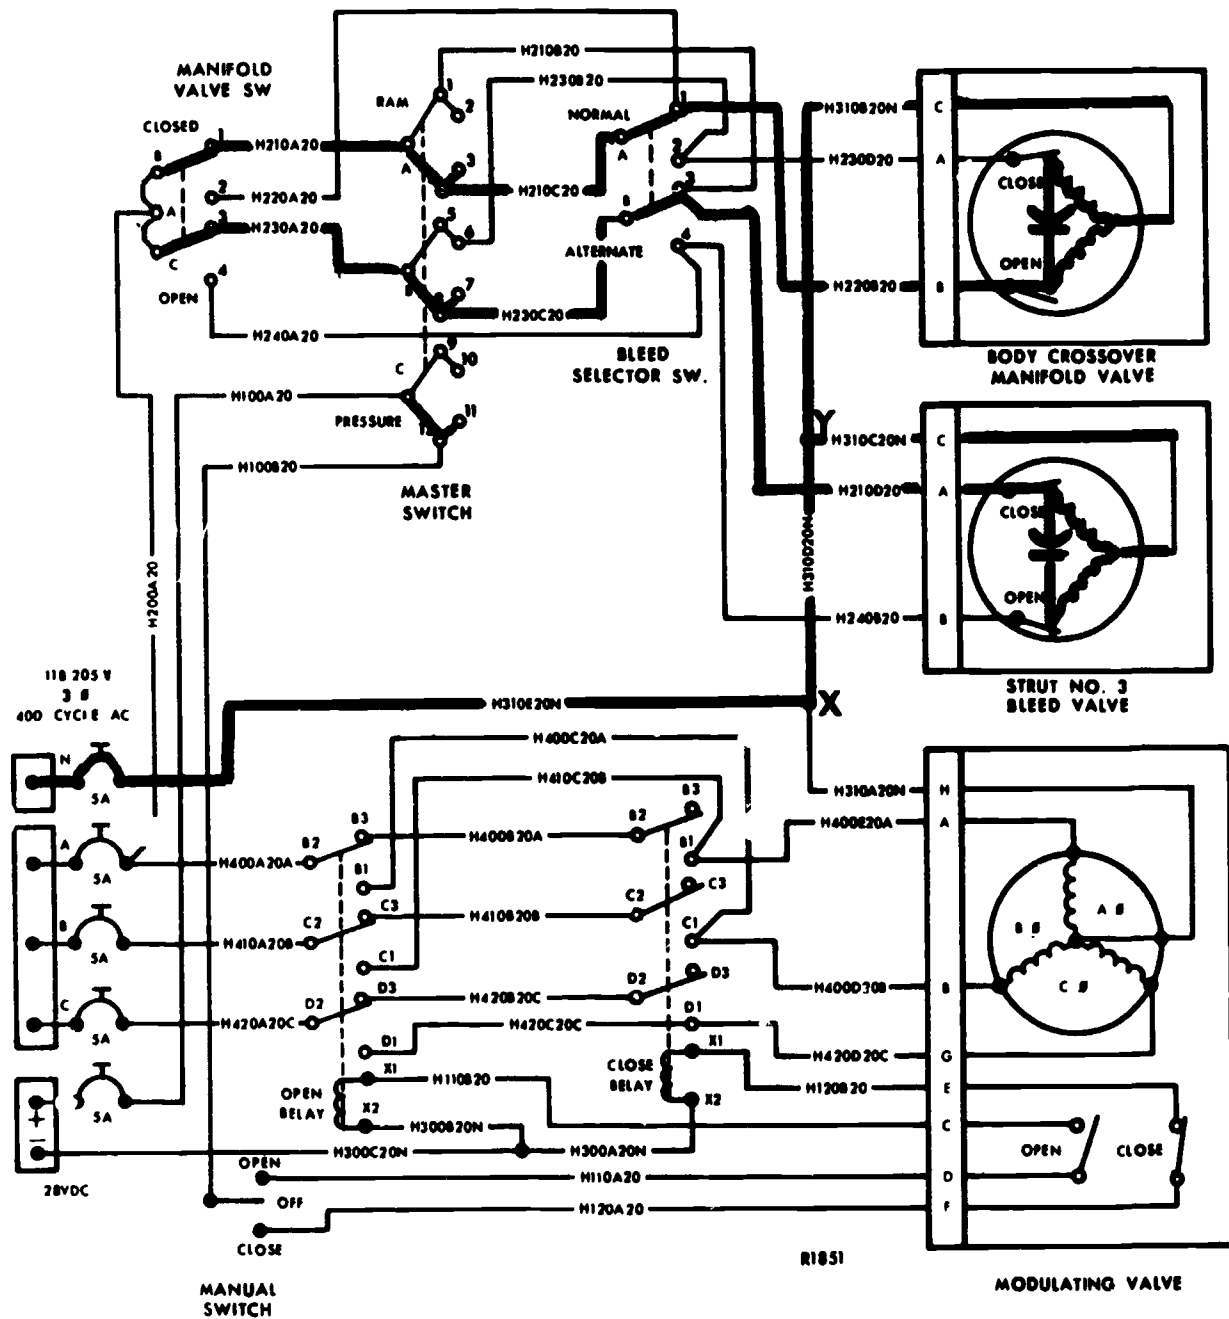 MANIFOLD
VALVE SW
CLOSED
B
1
2
A
3
C
4
OPEN
H210A20
H220A20
H230A20
H240A20
H100A20
H100B20
H200A20
RAM
1
2
A
3
5
6
B
7
9
10
C
11
PRESSURE
MASTER
SWITCH
H210B20
H230B20
H210C20
H230C20
NORMAL
1
A
2
3
B
4
ALTERNATE
BLEED
SELECTOR SW.
H310B20N
H230D20
H220B20
C
A
B
CLOSE
OPEN
BODY CROSSOVER
MANIFOLD VALVE
Y
H310C20N
H210D20
H310D20N
H240B20
C
A
B
CLOSE
OPEN
STRUT NO. 3
BLEED VALVE
118 205 V
3 Ø
400 CYCLE AC
N
5A
A
5A
B
5A
C
5A
5A
+
−
28VDC
H310E20N
X
H400C20A
H410C20B
H310A20N
H400E20A
H400A20A
B2
B3
B1
H400B20A
B2
B3
B1
H410A20B
C2
C3
C1
H410B20B
C2
C3
C1
H420A20C
D2
D3
D1
H420B20C
D2
D3
D1
H420C20C
H400D20B
H420D20C
X1
X2
OPEN
RELAY
H110B20
H300B20N
H300C20N
H300A20N
CLOSE
RELAY
X1
X2
H120B20
OPEN
OFF
CLOSE
H110A20
H120A20
MANUAL
SWITCH
H
A
B
G
E
C
D
F
A Ø
B Ø
C Ø
OPEN
CLOSE
R1851
MODULATING VALVE